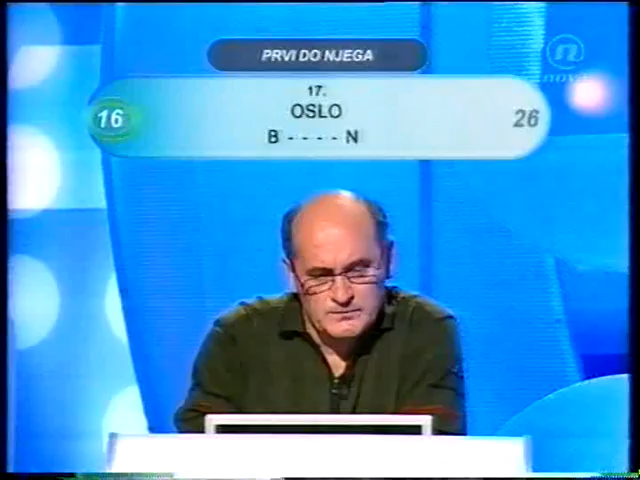 PRVI DO NJEGA
17.
16 OSLO 26
B - - - - N
n
nova